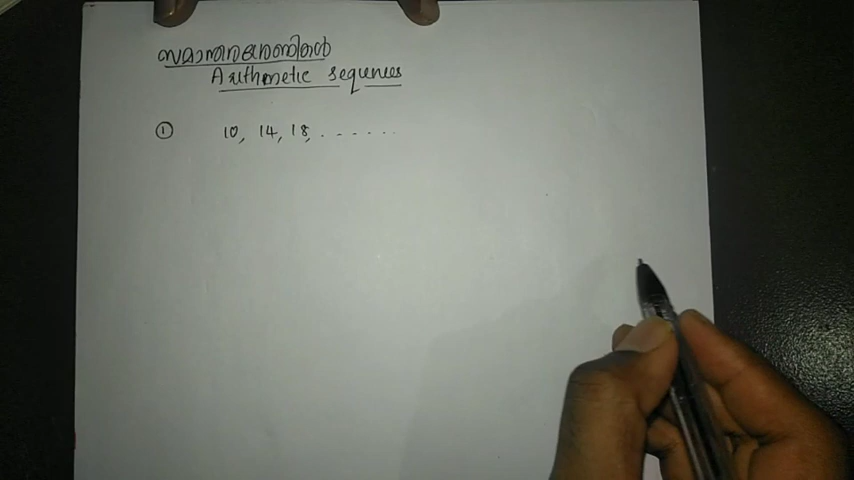 സമാന്തരശ്രേണികൾ
Arithmetic sequences
① 10, 14, 18, . - - - - . .